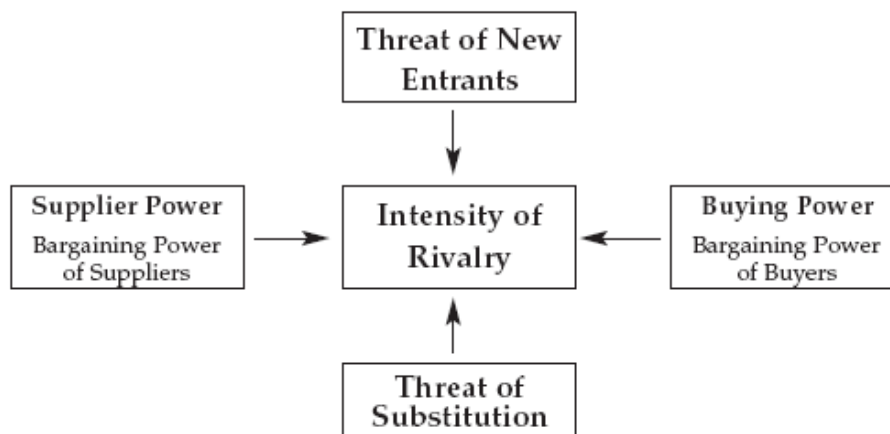 Threat of New
Entrants
Supplier Power
Bargaining Power
of Suppliers
Intensity of
Rivalry
Buying Power
Bargaining Power
of Buyers
Threat of
Substitution